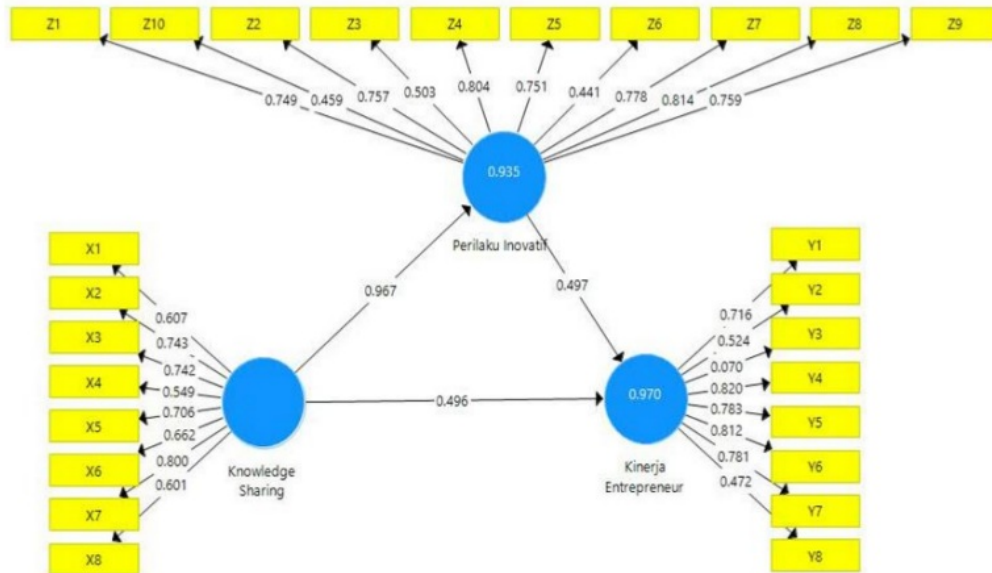 Z1 Z10 Z2 Z3 Z4 Z5 Z6 Z7 Z8 Z9
0.749 0.459 0.757 0.503 0.804 0.751 0.441 0.778 0.814 0.759
0.935
Perilaku Inovatif
0.967
0.497
0.496
X1
X2
X3
X4
X5
X6
X7
X8
0.607
0.743
0.742
0.549
0.706
0.662
0.800
0.601
Knowledge
Sharing
0.970
Kinerja
Entrepreneur
0.716
0.524
0.070
0.820
0.783
0.812
0.781
0.472
Y1
Y2
Y3
Y4
Y5
Y6
Y7
Y8